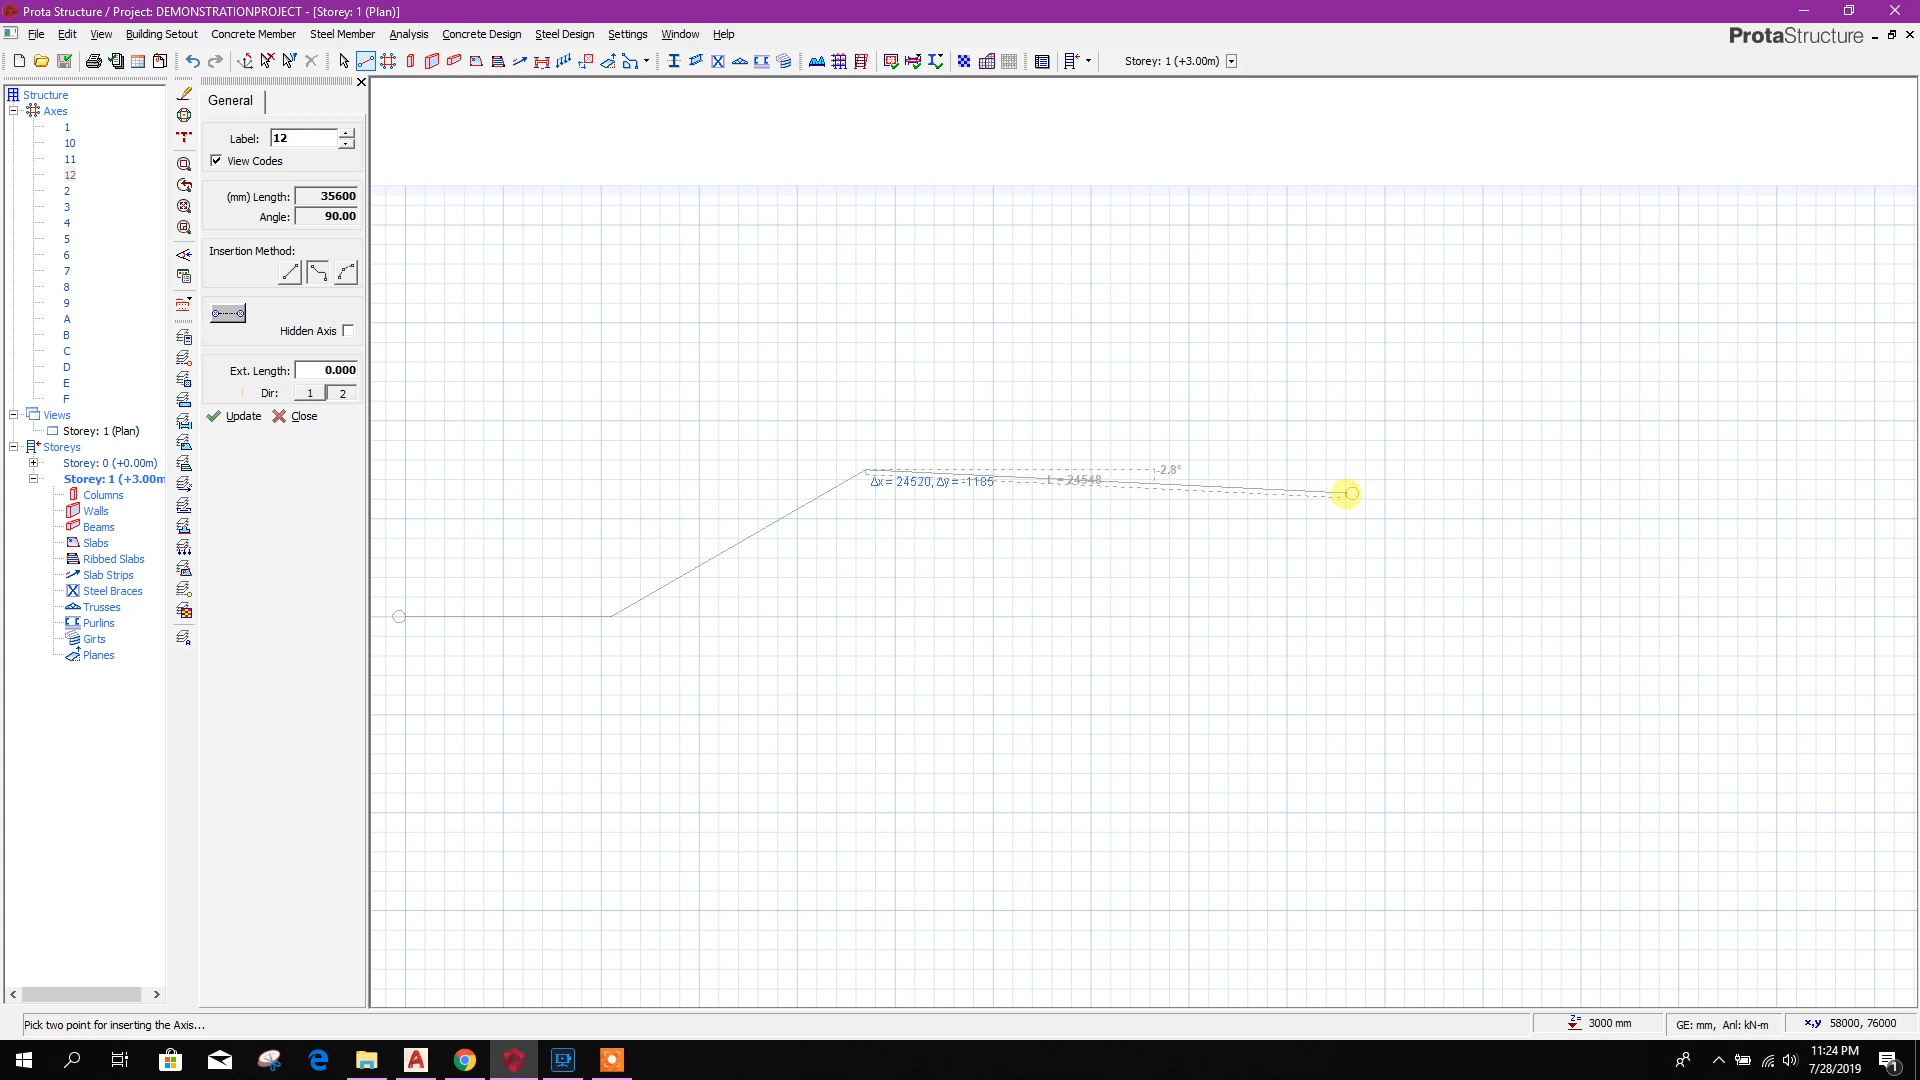 Prota Structure / Project: DEMONSTRATIONPROJECT - [Storey: 1 (Plan)]
File Edit View Building Setout Concrete Member Steel Member Analysis Concrete Design Steel Design Settings Window Help
ProtaStructure
Storey: 1 (+3.00m)
Structure
Axes
1
10
11
12
2
3
4
5
6
7
8
9
A
B
C
D
E
F
Views
Storey: 1 (Plan)
Storeys
Storey: 0 (+0.00m)
Storey: 1 (+3.00m
Columns
Walls
Beams
Slabs
Ribbed Slabs
Slab Strips
Steel Braces
Trusses
Purlins
Girts
Planes
General
Label: 12
View Codes
(mm) Length: 35600
Angle: 90.00
Insertion Method:
Hidden Axis
Ext. Length: 0.000
Dir: 1 2
Update Close
-2.8°
Δx = 24520, Δy = -1185
L = 24548
Pick two point for inserting the Axis...
Z= 3000 mm
GE: mm, Anl: kN-m
x,y 58000, 76000
11:24 PM
7/28/2019
1